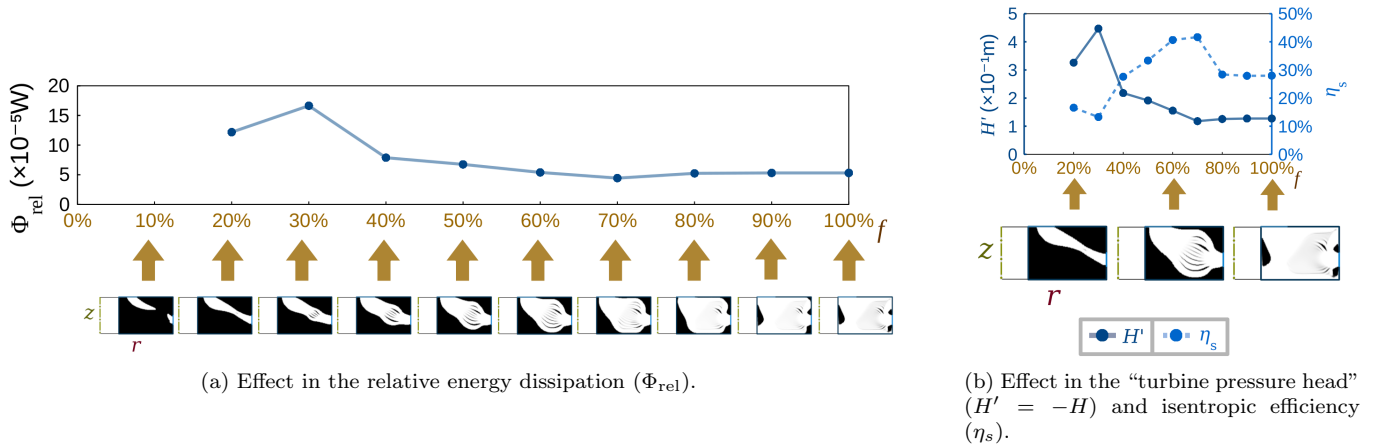 20
15
10
5
0
Φrel (×10⁻⁵W)
0% 10% 20% 30% 40% 50% 60% 70% 80% 90% 100% f
z
r
(a) Effect in the relative energy dissipation (Φrel).
5
4
3
2
1
0
H' (×10⁻¹m)
50%
40%
30%
20%
10%
0%
ηs
0% 20% 40% 60% 80% 100% f
z
r
H' ηs
(b) Effect in the “turbine pressure head”
(H′ = −H) and isentropic efficiency
(ηs).